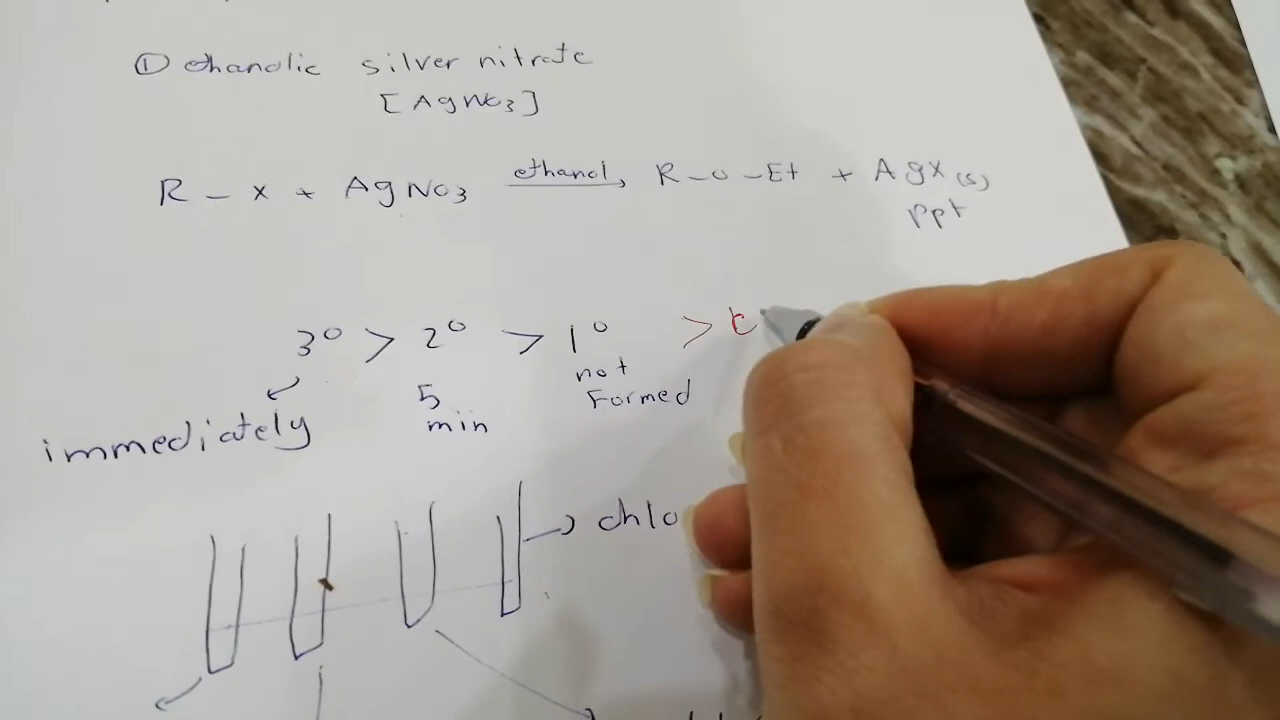 ① ethanolic silver nitrate
[AgNO3]
R - x + AgNO3 ethanol R-O-Et + Agx(s)
ppt
3° > 2° > 1° >
immediately
5
min
not
Formed
chlo